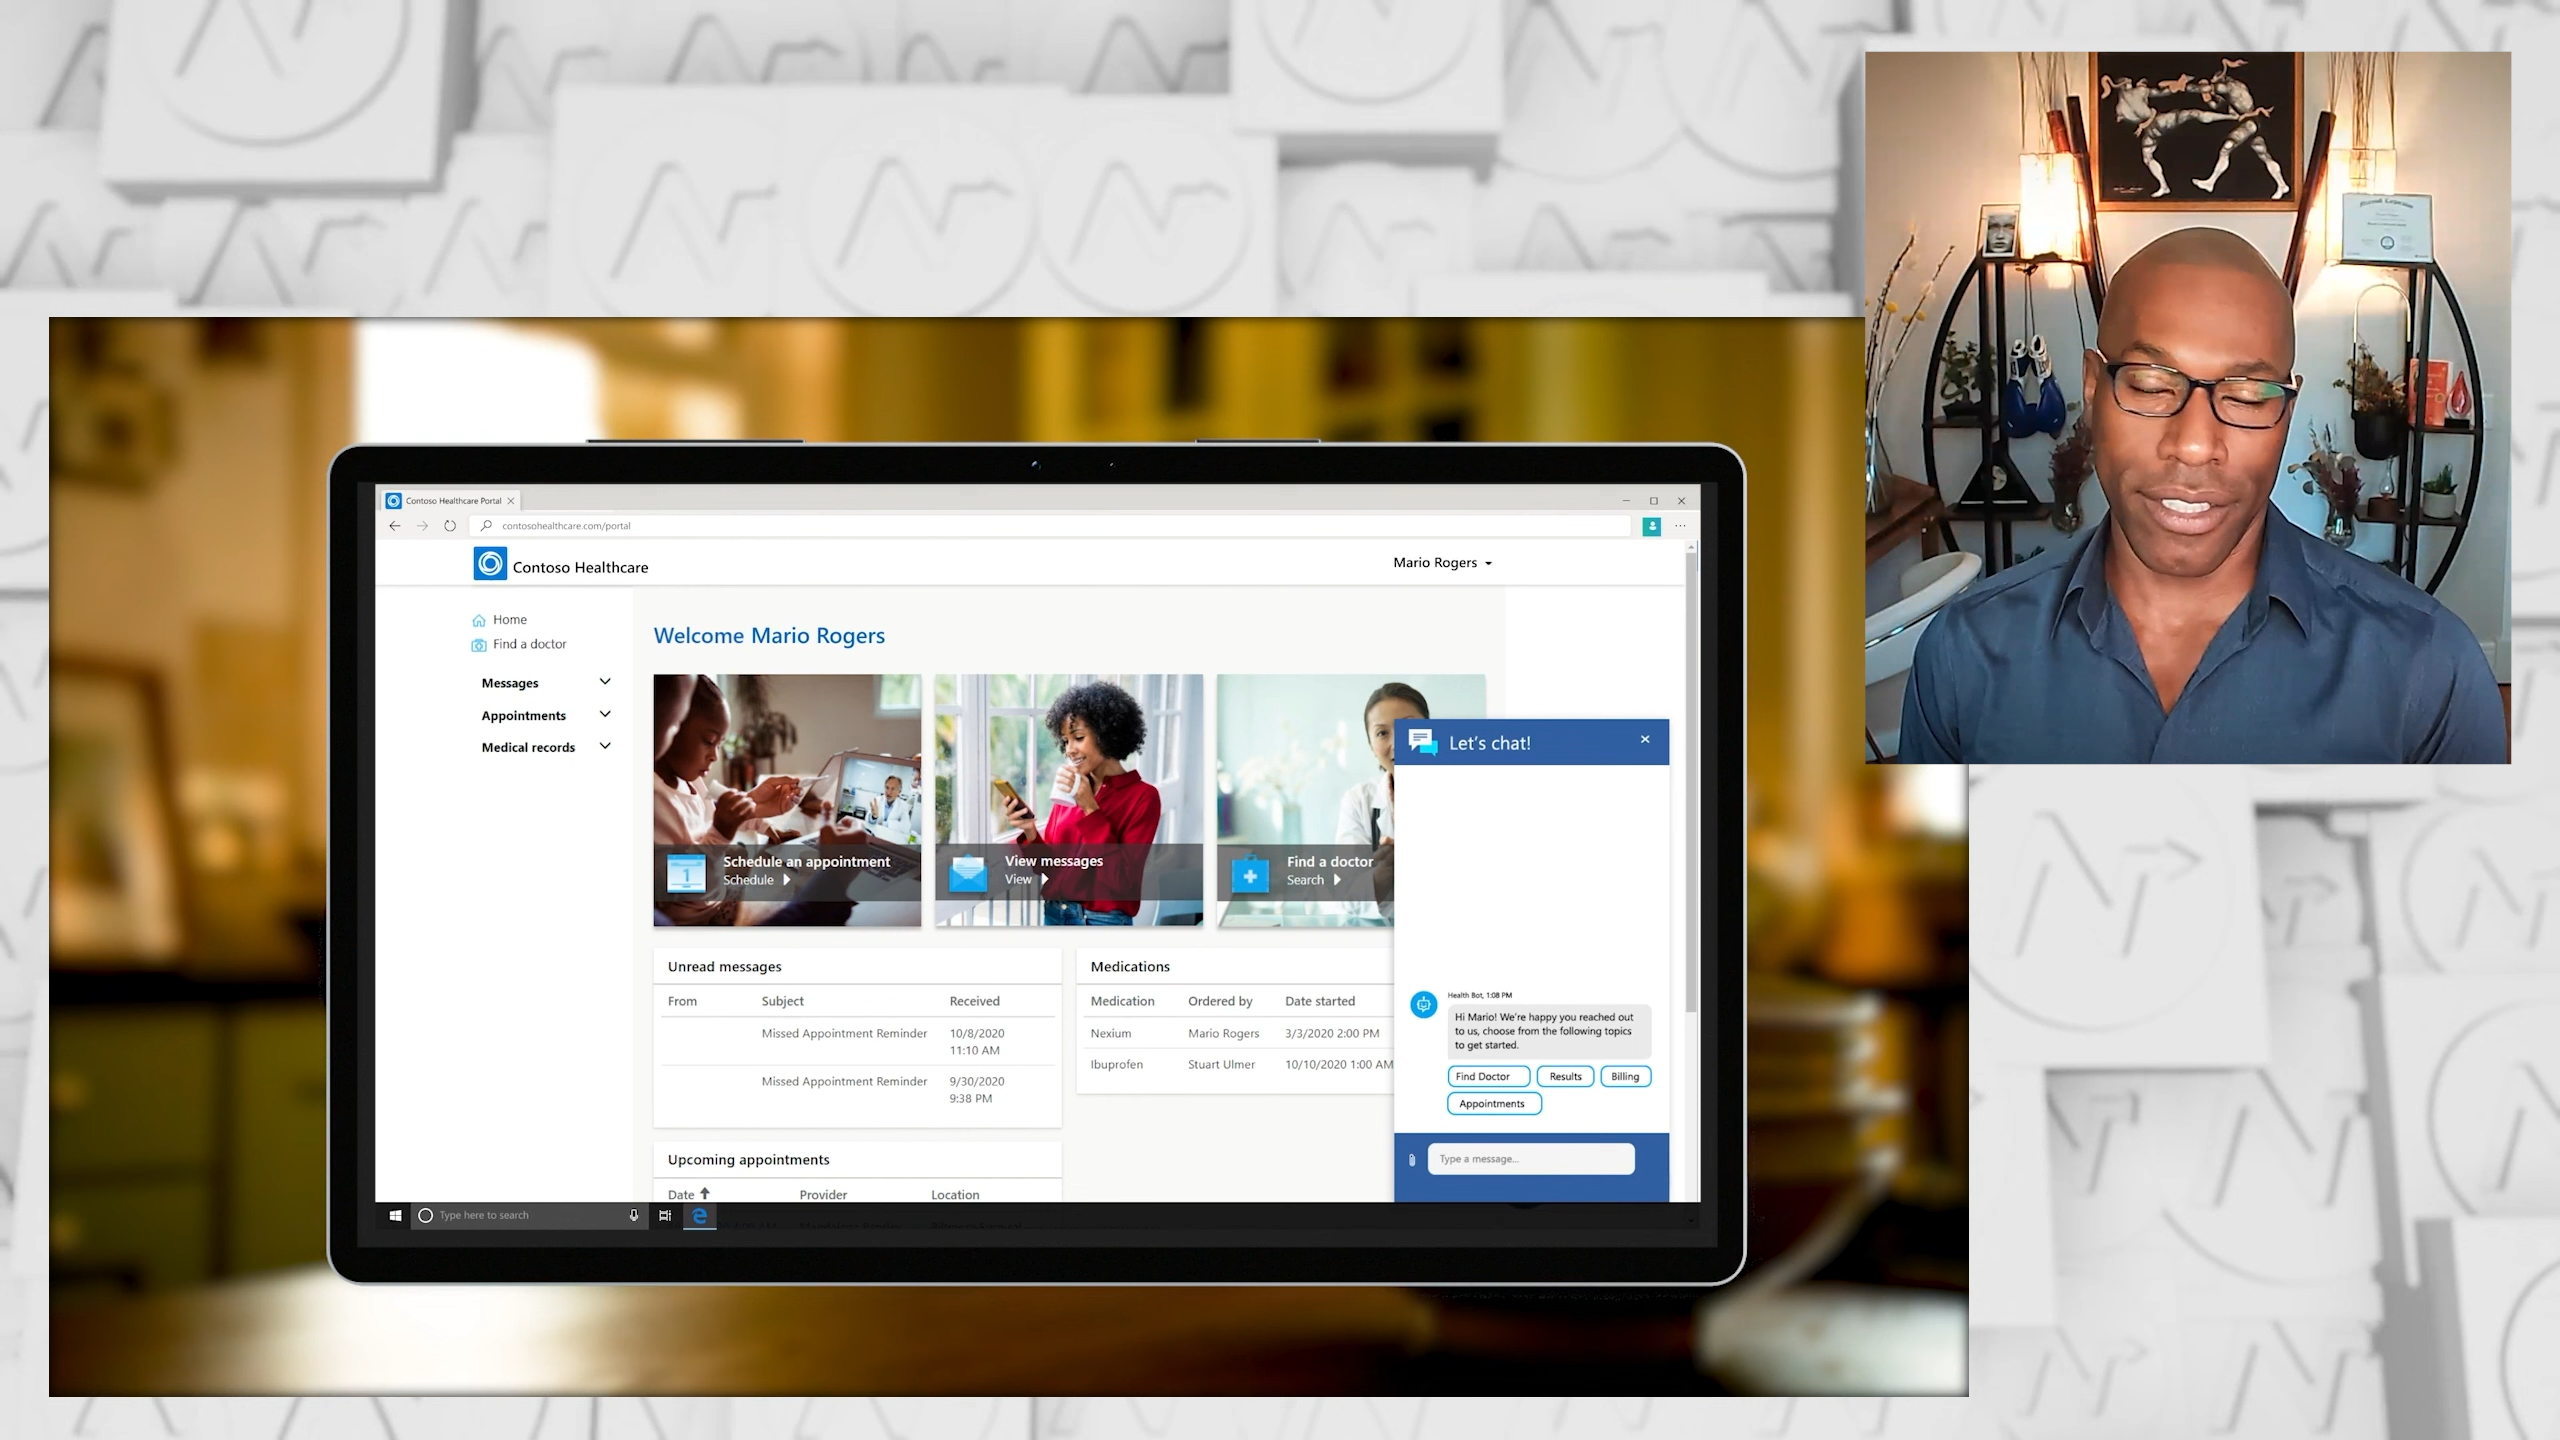 Contoso Healthcare Portal
contosohealthcare.com/portal
Contoso Healthcare
Mario Rogers
Home
Find a doctor
Messages
Appointments
Medical records
Welcome Mario Rogers
Schedule an appointment
Schedule
View messages
View
Find a doctor
Search
Unread messages
From Subject Received
Missed Appointment Reminder 10/8/2020
11:10 AM
Missed Appointment Reminder 9/30/2020
9:38 PM
Medications
Medication Ordered by Date started
Nexium Mario Rogers 3/3/2020 2:00 PM
Ibuprofen Stuart Ulmer 10/10/2020 1:00 AM
Upcoming appointments
Date Provider Location
Let's chat!
Health Bot, 1:08 PM
Hi Mario! We're happy you reached out
to us, choose from the following topics
to get started.
Find Doctor Results Billing
Appointments
Type a message...
Type here to search